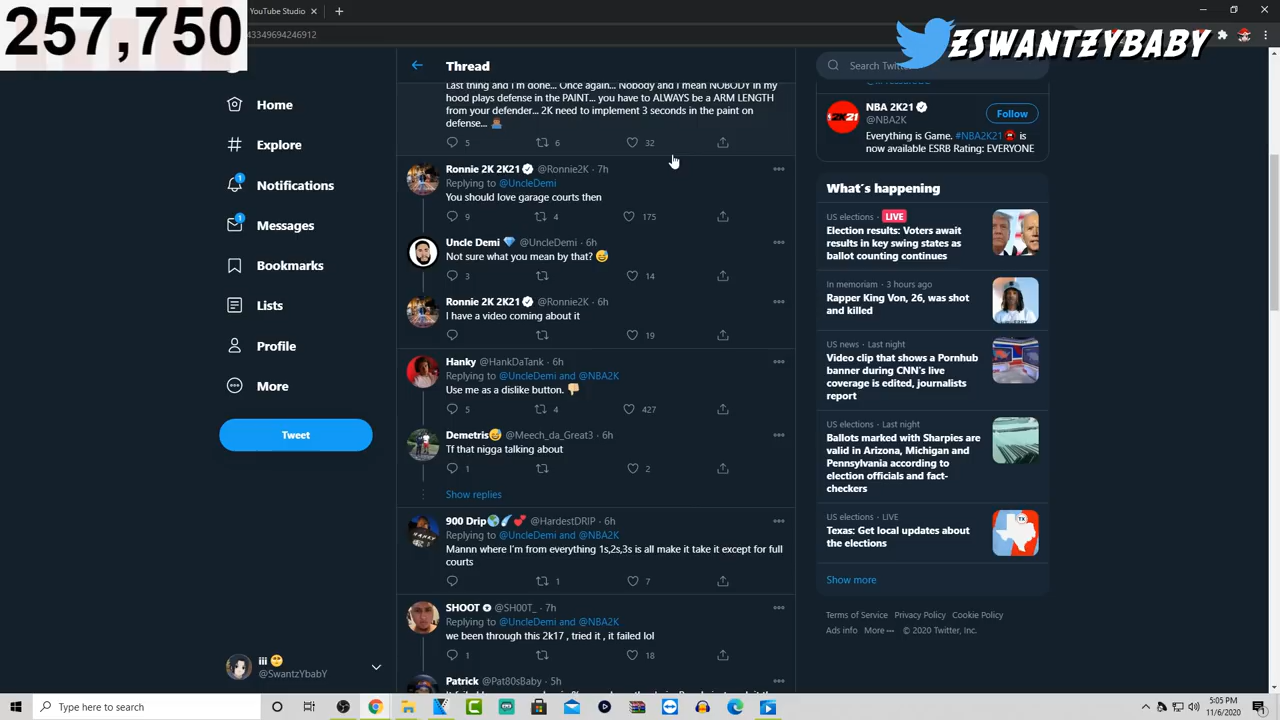 257,750
YouTube Studio
43349694246912
ZSWANTZYBABY
Home
Explore
1
Notifications
1
Messages
Bookmarks
Lists
Profile
More
Tweet
iii
@SwantzYbabY
Thread
Last thing and I'm done... Once again... Nobody and I mean NOBODY in my
hood plays defense in the PAINT... you have to ALWAYS be a ARM LENGTH
from your defender... 2K need to implement 3 seconds in the paint on
defense...
5 6 32
Ronnie 2K 2K21 @Ronnie2K · 7h
Replying to @UncleDemi
You should love garage courts then
9 4 175
Uncle Demi @UncleDemi · 6h
Not sure what you mean by that?
3 14
Ronnie 2K 2K21 @Ronnie2K · 6h
I have a video coming about it
19
Hanky @HankDaTank · 6h
Replying to @UncleDemi and @NBA2K
Use me as a dislike button.
5 4 427
Demetris @Meech_da_Great3 · 6h
Tf that nigga talking about
1 2
Show replies
900 Drip @HardestDRIP · 6h
Replying to @UncleDemi and @NBA2K
Mannn where I'm from everything 1s,2s,3s is all make it take it except for full
courts
1 7
SHOOT @SH00T_ · 7h
Replying to @UncleDemi and @NBA2K
we been through this 2k17 , tried it , it failed lol
1 18
Patrick @Pat80sBaby · 5h
Search Twitter
NBA 2K21
@NBA2K
Follow
Everything is Game. #NBA2K21 is
now available ESRB Rating: EVERYONE
What's happening
US elections · LIVE
Election results: Voters await
results in key swing states as
ballot counting continues
In memoriam · 3 hours ago
Rapper King Von, 26, was shot
and killed
US news · Last night
Video clip that shows a Pornhub
banner during CNN's live
coverage is edited, journalists
report
US elections · Last night
Ballots marked with Sharpies are
valid in Arizona, Michigan and
Pennsylvania according to
election officials and fact-
checkers
US elections · LIVE
Texas: Get local updates about
the elections
Show more
Terms of Service Privacy Policy Cookie Policy
Ads info More ··· © 2020 Twitter, Inc.
Type here to search
5:05 PM
11/6/2020